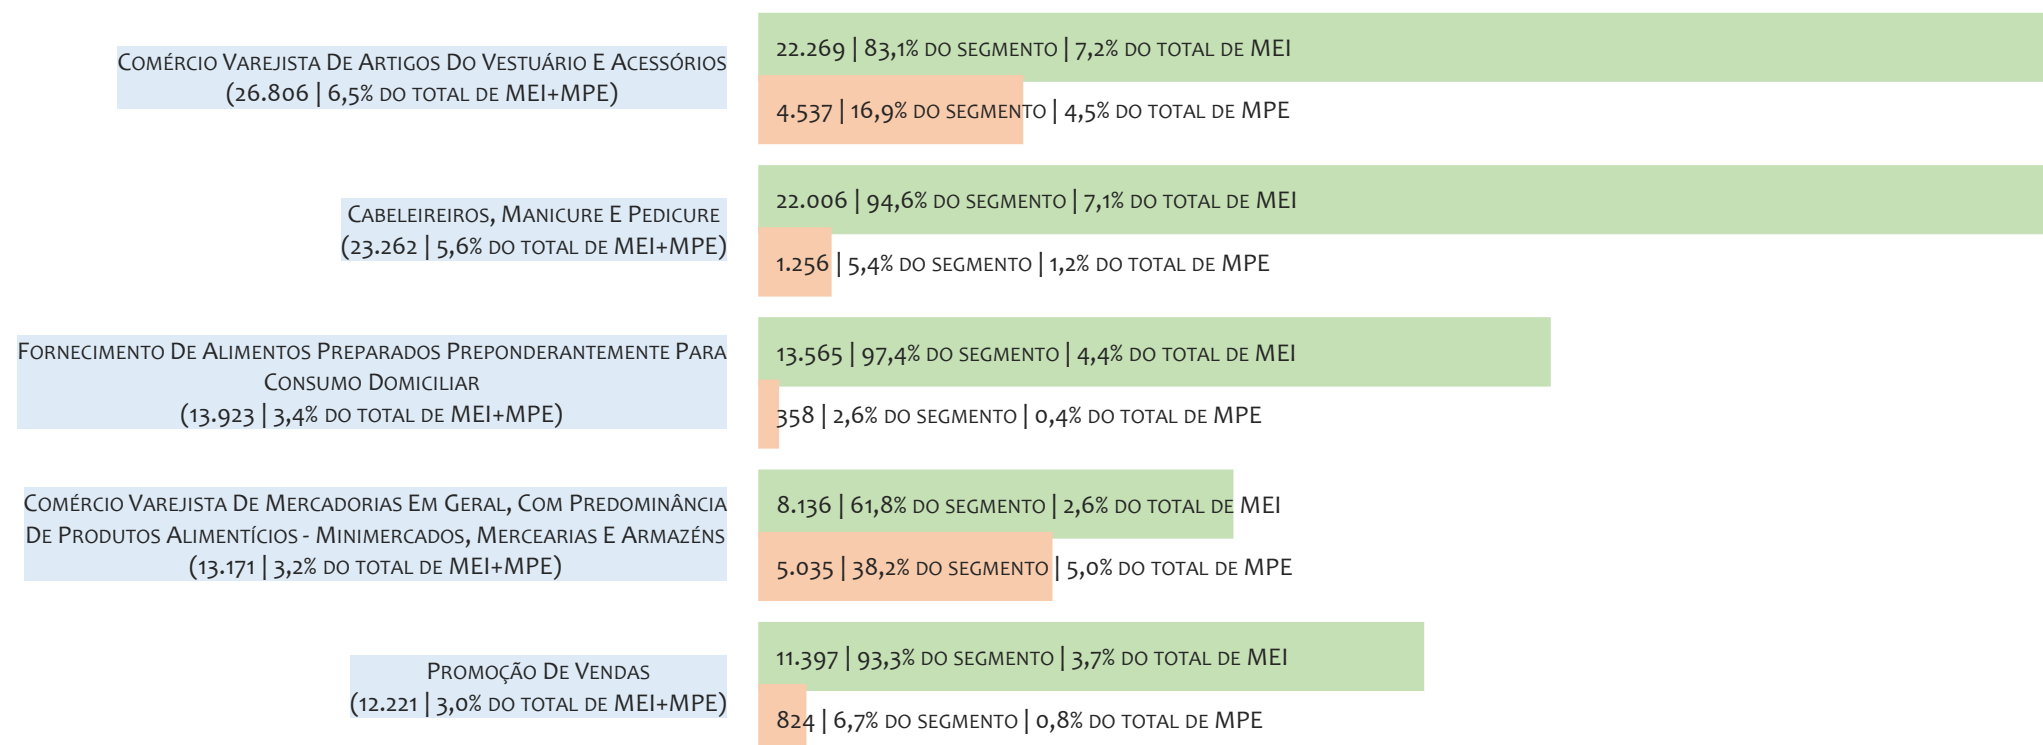 Comércio Varejista De Artigos Do Vestuário E Acessórios
(26.806 | 6,5% do total de MEI+MPE)
22.269 | 83,1% do segmento | 7,2% do total de MEI
4.537 | 16,9% do segmento | 4,5% do total de MPE
Cabeleireiros, Manicure E Pedicure
(23.262 | 5,6% do total de MEI+MPE)
22.006 | 94,6% do segmento | 7,1% do total de MEI
1.256 | 5,4% do segmento | 1,2% do total de MPE
Fornecimento De Alimentos Preparados Preponderantemente Para
Consumo Domiciliar
(13.923 | 3,4% do total de MEI+MPE)
13.565 | 97,4% do segmento | 4,4% do total de MEI
358 | 2,6% do segmento | 0,4% do total de MPE
Comércio Varejista De Mercadorias Em Geral, Com Predominância
De Produtos Alimentícios - Minimercados, Mercearias E Armazéns
(13.171 | 3,2% do total de MEI+MPE)
8.136 | 61,8% do segmento | 2,6% do total de MEI
5.035 | 38,2% do segmento | 5,0% do total de MPE
Promoção De Vendas
(12.221 | 3,0% do total de MEI+MPE)
11.397 | 93,3% do segmento | 3,7% do total de MEI
824 | 6,7% do segmento | 0,8% do total de MPE